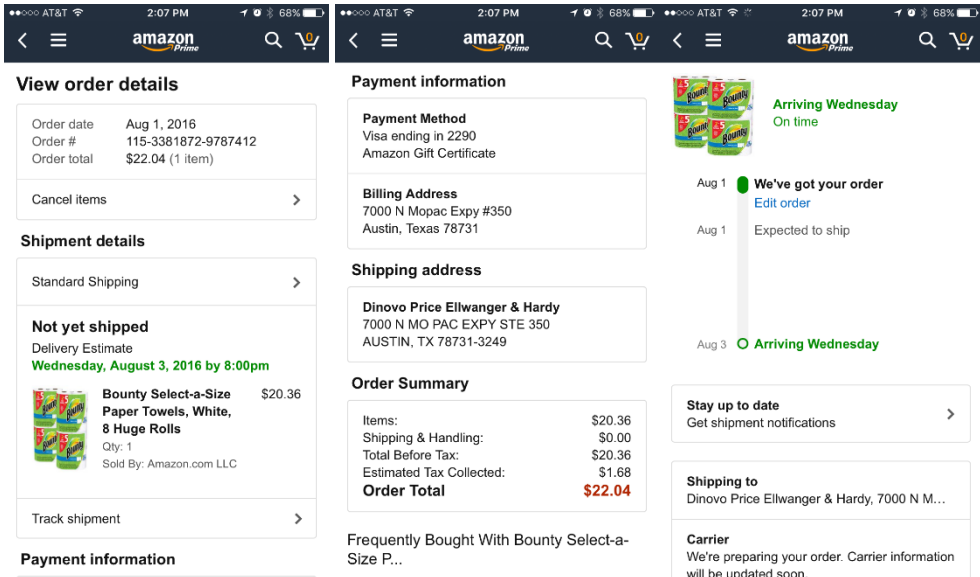 ●●○○○ AT&T 2:07 PM 68%
amazon
Prime
0
View order details
Order date Aug 1, 2016
Order # 115-3381872-9787412
Order total $22.04 (1 item)
Cancel items
Shipment details
Standard Shipping
Not yet shipped
Delivery Estimate
Wednesday, August 3, 2016 by 8:00pm
Bounty Select-a-Size $20.36
Paper Towels, White,
8 Huge Rolls
Qty: 1
Sold By: Amazon.com LLC
Bounty
Track shipment
Payment information
●●○○○ AT&T 2:07 PM 68%
amazon
Prime
0
Payment information
Payment Method
Visa ending in 2290
Amazon Gift Certificate
Billing Address
7000 N Mopac Expy #350
Austin, Texas 78731
Shipping address
Dinovo Price Ellwanger & Hardy
7000 N MO PAC EXPY STE 350
AUSTIN, TX 78731-3249
Order Summary
Items: $20.36
Shipping & Handling: $0.00
Total Before Tax: $20.36
Estimated Tax Collected: $1.68
Order Total $22.04
Frequently Bought With Bounty Select-a-
Size P...
●●○○○ AT&T 2:07 PM 68%
amazon
Prime
0
Bounty
Arriving Wednesday
On time
Aug 1 We've got your order
Edit order
Aug 1 Expected to ship
Aug 3 Arriving Wednesday
Stay up to date
Get shipment notifications
Shipping to
Dinovo Price Ellwanger & Hardy, 7000 N M...
Carrier
We're preparing your order. Carrier information
will be updated soon.